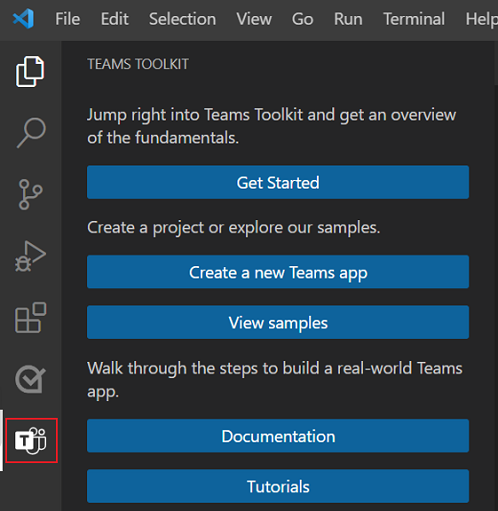 File Edit Selection View Go Run Terminal Help
TEAMS TOOLKIT
Jump right into Teams Toolkit and get an overview
of the fundamentals.
Get Started
Create a project or explore our samples.
Create a new Teams app
View samples
Walk through the steps to build a real-world Teams
app.
Documentation
T
Tutorials